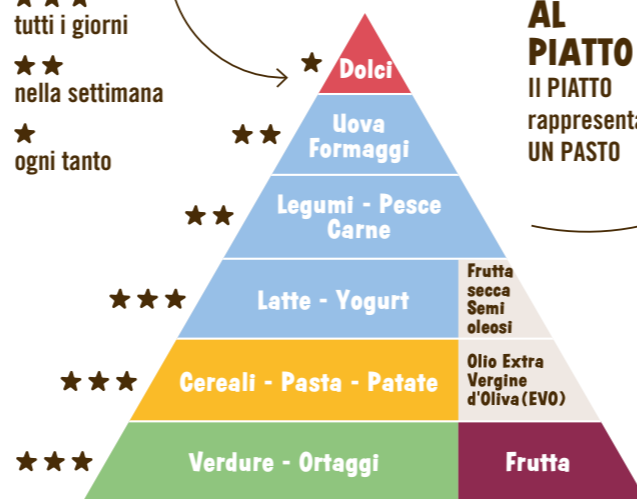 ★★★
tutti i giorni
★★
nella settimana
★
ogni tanto
AL
PIATTO
Il PIATTO
rappresenta
UN PASTO
★ Dolci
★★ Uova
Formaggi
★★ Legumi - Pesce
Carne
★★★ Latte - Yogurt
Frutta
secca
Semi
oleosi
★★★ Cereali - Pasta - Patate
Olio Extra
Vergine
d'Oliva (EVO)
★★★ Verdure - Ortaggi
Frutta